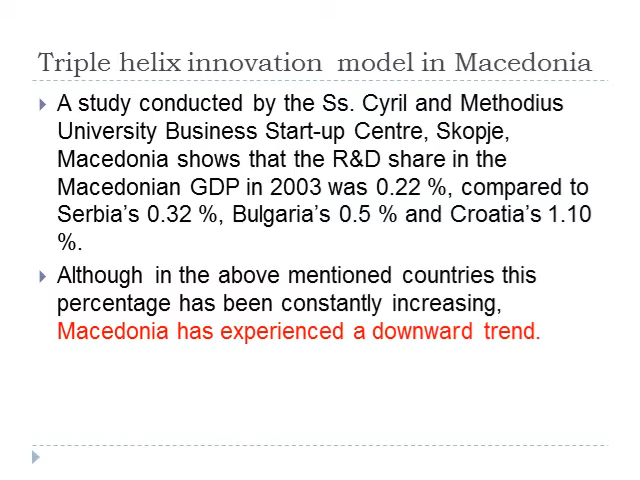 Triple helix innovation model in Macedonia
A study conducted by the Ss. Cyril and Methodius
University Business Start-up Centre, Skopje,
Macedonia shows that the R&D share in the
Macedonian GDP in 2003 was 0.22 %, compared to
Serbia's 0.32 %, Bulgaria's 0.5 % and Croatia's 1.10
%.
Although in the above mentioned countries this
percentage has been constantly increasing,
Macedonia has experienced a downward trend.